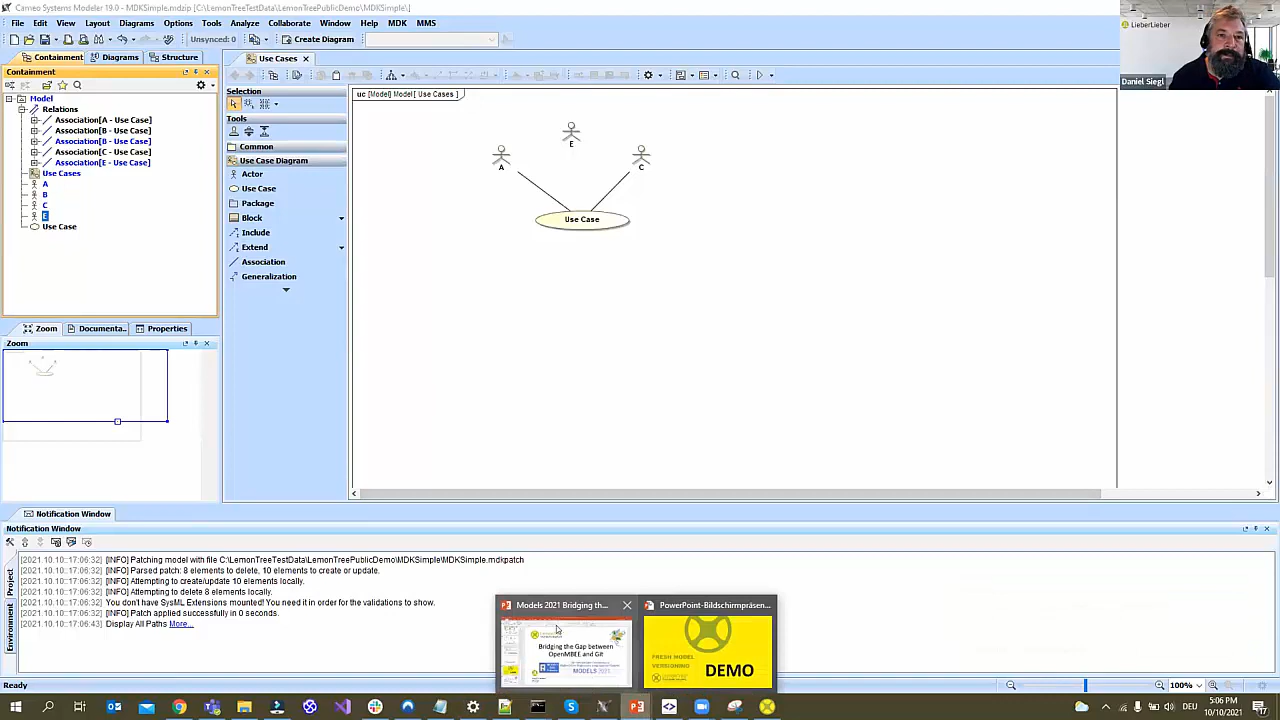 Cameo Systems Modeler 19.0 - MDKSimple.mdzip [C:\LemonTreeTestData\LemonTreePublicDemo\MDKSimple\]
File Edit View Layout Diagrams Options Tools Analyze Collaborate Window Help MDK MMS
Unsynced: 0
Create Diagram
Containment
Diagrams
Structure
Use Cases
Containment
Model
Relations
Association[A - Use Case]
Association[B - Use Case]
Association[B - Use Case]
Association[C - Use Case]
Association[E - Use Case]
Use Cases
A
B
C
E
Use Case
Selection
Tools
Common
Use Case Diagram
Actor
Use Case
Package
Block
Include
Extend
Association
Generalization
uc [Model] Model [ Use Cases ]
E
A
C
Use Case
LieberLieber
Daniel Siegl
Zoom
Documenta...
Properties
Zoom
Notification Window
Notification Window
Project
Environment
[2021.10.10::17:06:32] [INFO] Patching model with file C:\LemonTreeTestData\LemonTreePublicDemo\MDKSimple\MDKSimple.mdkpatch
[2021.10.10::17:06:32] [INFO] Parsed patch: 8 elements to delete, 10 elements to create or update.
[2021.10.10::17:06:32] [INFO] Attempting to create/update 10 elements locally.
[2021.10.10::17:06:32] [INFO] Attempting to delete 8 elements locally.
[2021.10.10::17:06:32] You don't have SysML Extensions mounted! You need it in order for the validations to show.
[2021.10.10::17:06:32] [INFO] Patch applied successfully in 0 seconds.
[2021.10.10::17:06:43] Display All Paths More...
Models 2021 Bridging th...
PowerPoint-Bildschirmpräsen...
Bridging the Gap between
OpenMBEE and Git
MODELS 2021
FRESH MODEL
VERSIONING
DEMO
Ready
100%
DEU
5:06 PM
10/10/2021